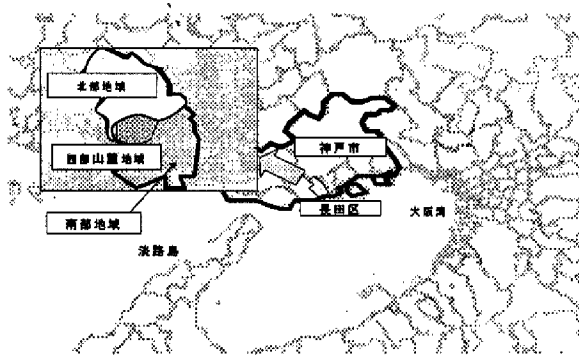 北部地域
西部山麓地域
南部地域
淡路島
神戸市
長田区
大阪湾